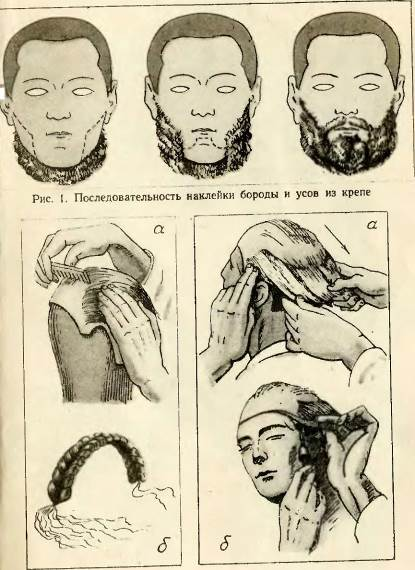 Рис. 1. Последовательность наклейки бороды и усов из крепе
а
а
б
б